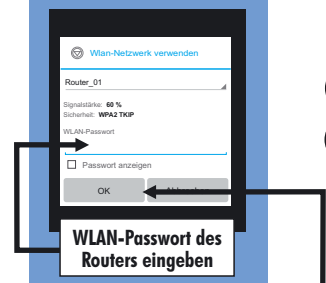 Wlan-Netzwerk verwenden
Router_01
Signalstärke: 60 %
Sicherheit: WPA2 TKIP
WLAN-Passwort
Passwort anzeigen
OK
WLAN-Passwort des
Routers eingeben